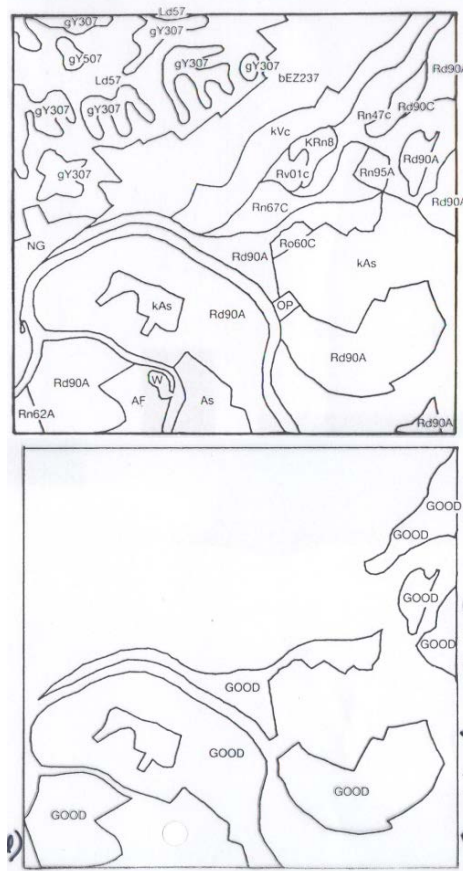 Ld57
gY307
gY307
gY507
Rd90A
Ld57
gY307
gY307
bEZ237
gY307
gY307
Rn47c
Rd90C
kVc
KRn8
Rd90A
gY307
Rv01c
Rn95A
Rn67C
Rd90A
NG
Ro60C
Rd90A
kAs
kAs
Rd90A
OP
Rd90A
W
Rd90A
Rn62A
AF
As
Rd90A
GOOD
GOOD
GOOD
GOOD
GOOD
GOOD
GOOD
GOOD